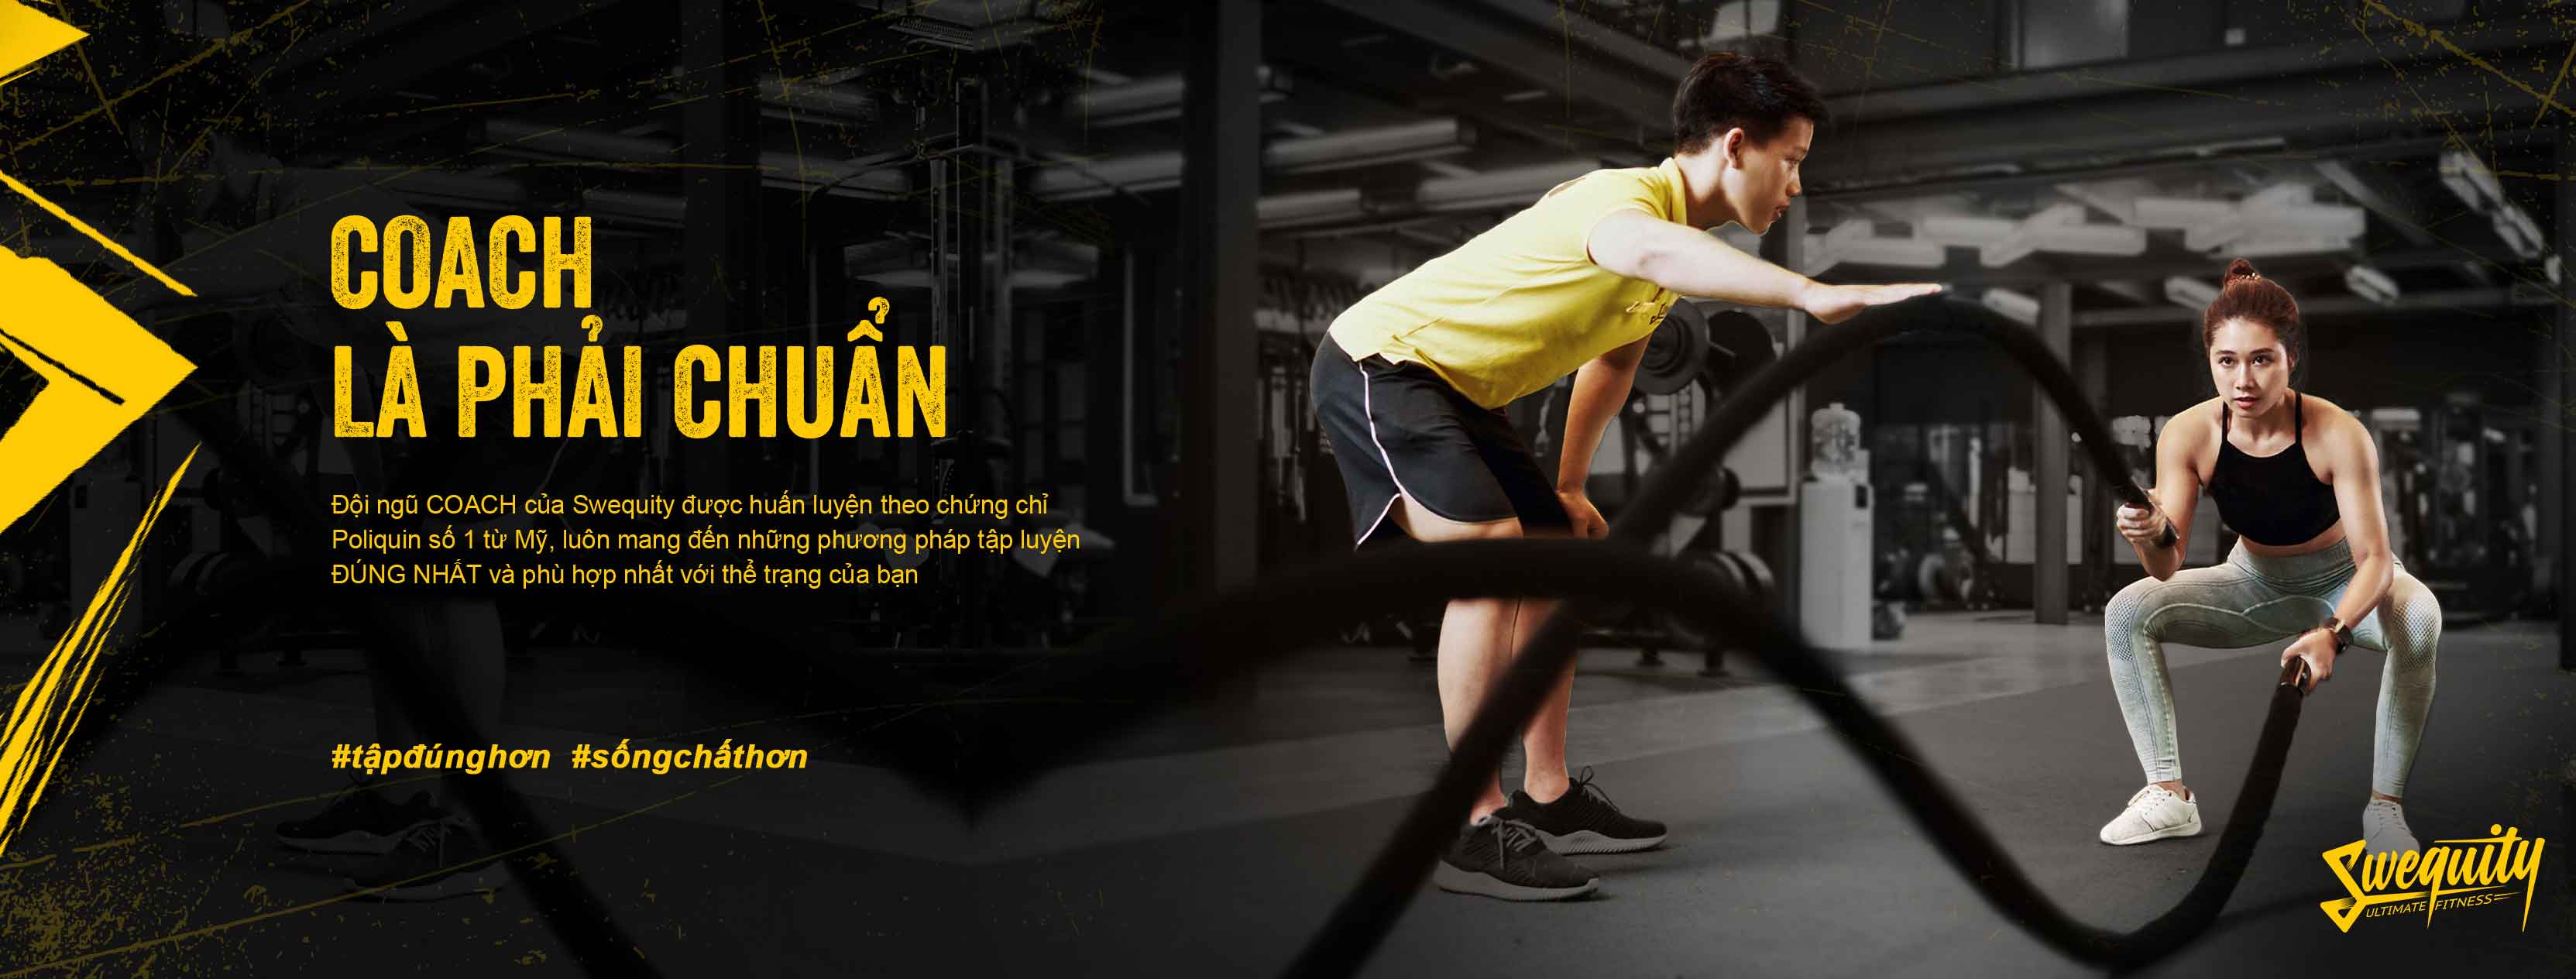 COACH
LÀ PHẢI CHUẨN
Đội ngũ COACH của Swequity được huấn luyện theo chứng chỉ
Poliquin số 1 từ Mỹ, luôn mang đến những phương pháp tập luyện
ĐÚNG NHẤT và phù hợp nhất với thể trạng của bạn
#tậpđúnghơn #sốngchấthơn
Swequity
ULTIMATE FITNESS